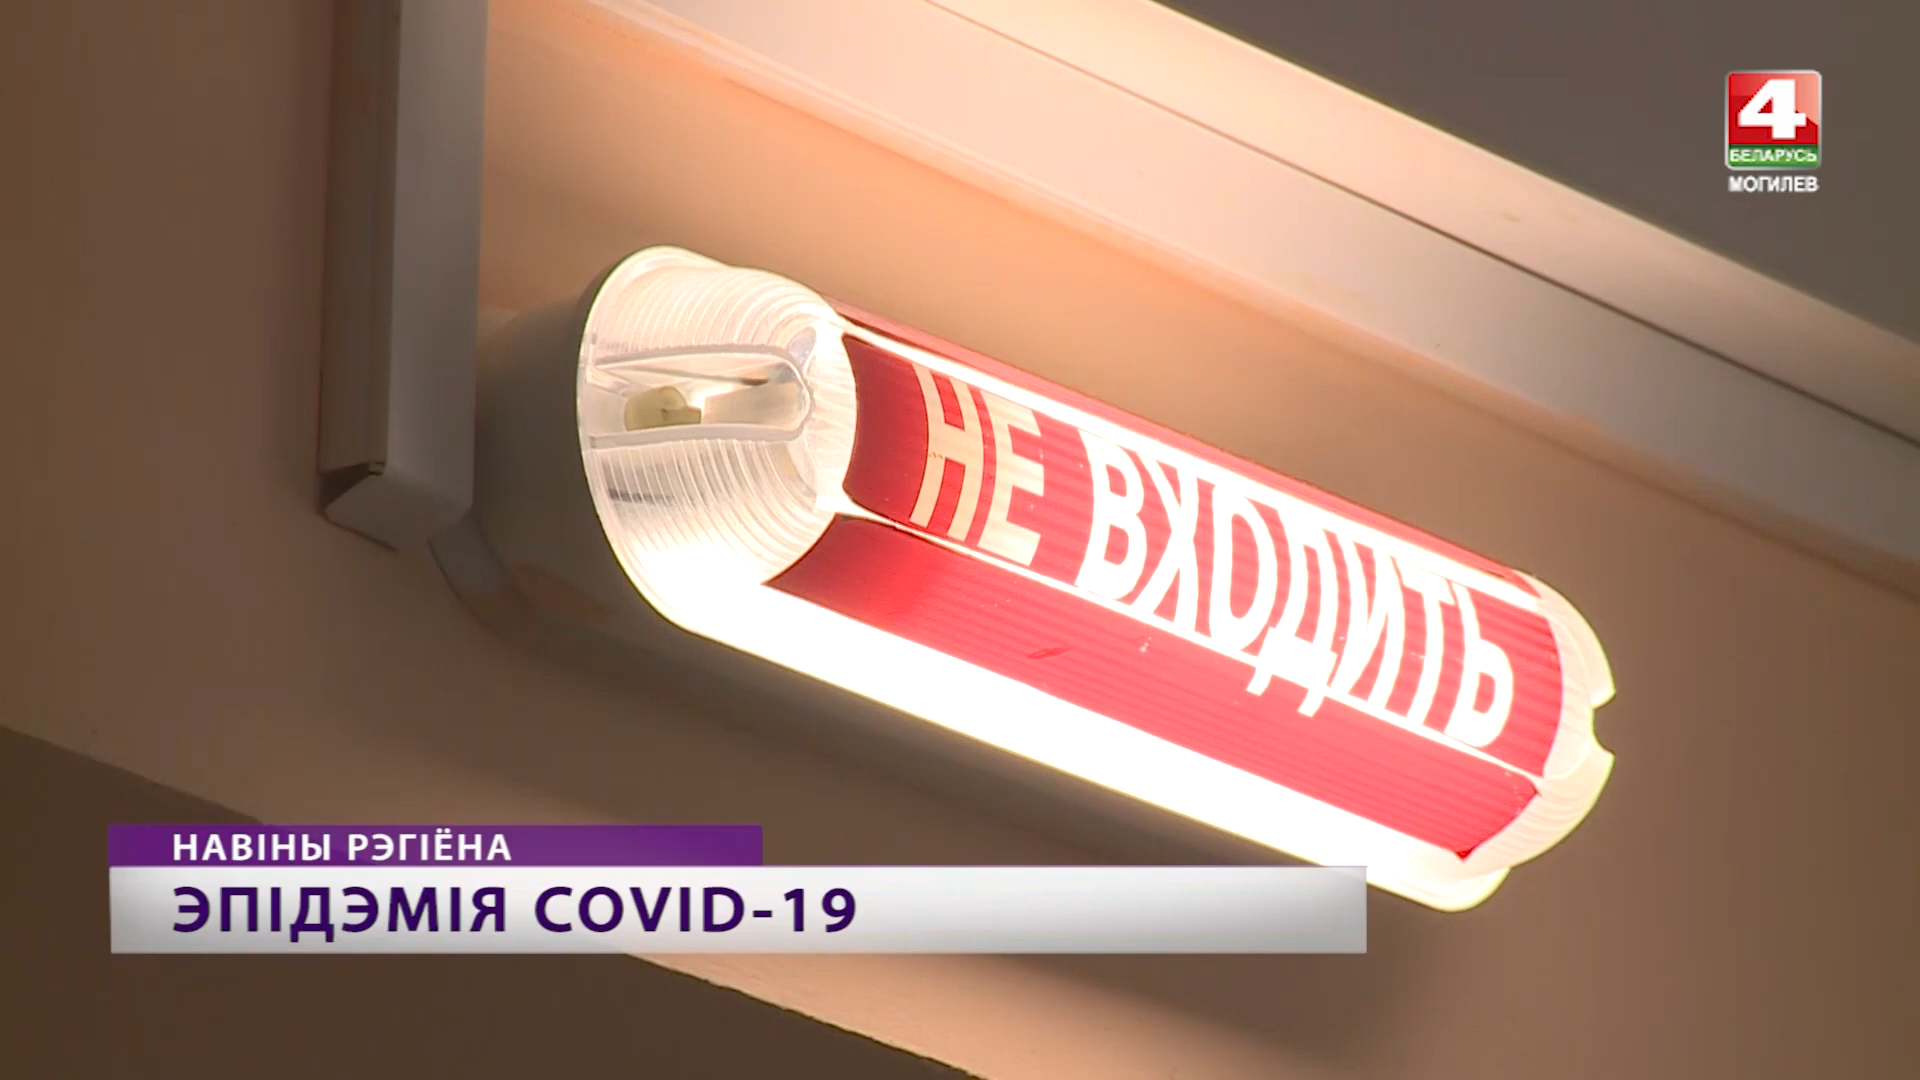 4
БЕЛАРУСЬ
МОГИЛЕВ
НЕ ВХОДИТЬ
НАВІНЫ РЭГІЁНА
ЭПІДЭМІЯ COVID-19